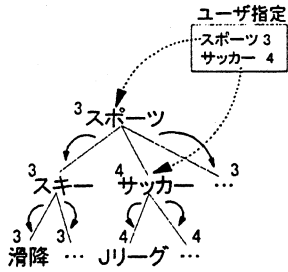 ユーザ指定
スポーツ 3
サッカー 4
3 スポーツ
3 スキー 4 サッカー 3 …
3 3 4 4
滑降 … Jリーグ …